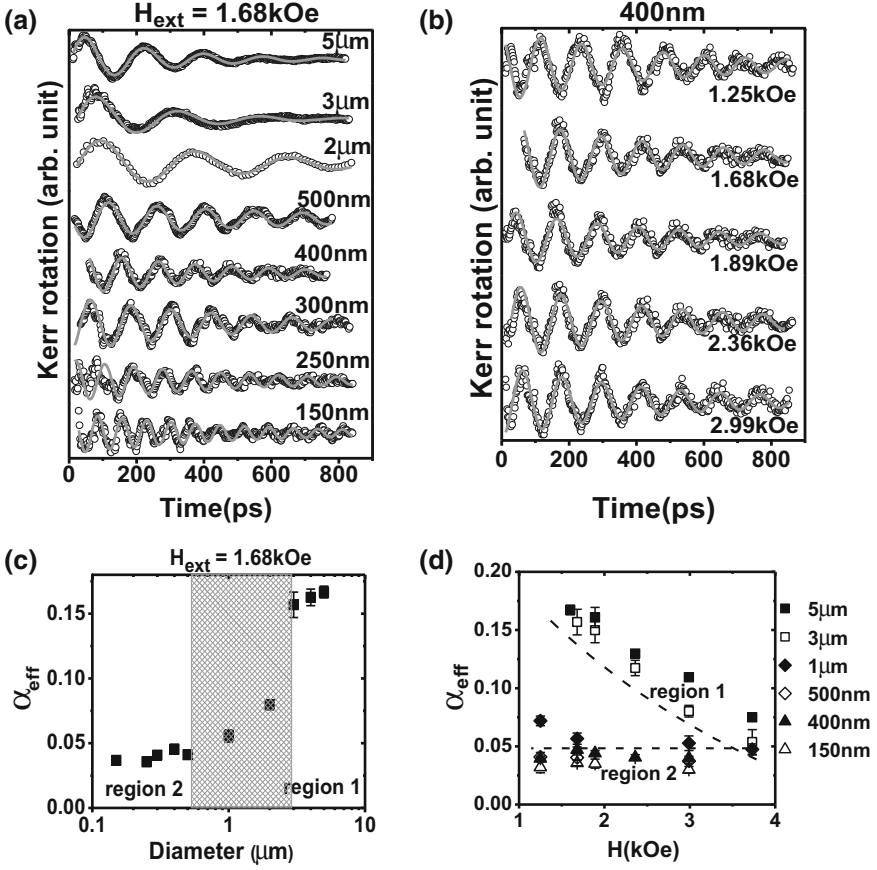 (a)
H_ext = 1.68kOe
Kerr rotation (arb. unit)
5μm
3μm
2μm
500nm
400nm
300nm
250nm
150nm
0 200 400 600 800
Time(ps)
(b)
400nm
Kerr rotation (arb. unit)
1.25kOe
1.68kOe
1.89kOe
2.36kOe
2.99kOe
0 200 400 600 800
Time(ps)
(c)
H_ext = 1.68kOe
α_eff
0.15
0.10
0.05
0.00
region 2
region 1
0.1 1 10
Diameter (μm)
(d)
α_eff
0.20
0.15
0.10
0.05
0.00
region 1
region 2
1 2 3 4
H(kOe)
5μm
3μm
1μm
500nm
400nm
150nm